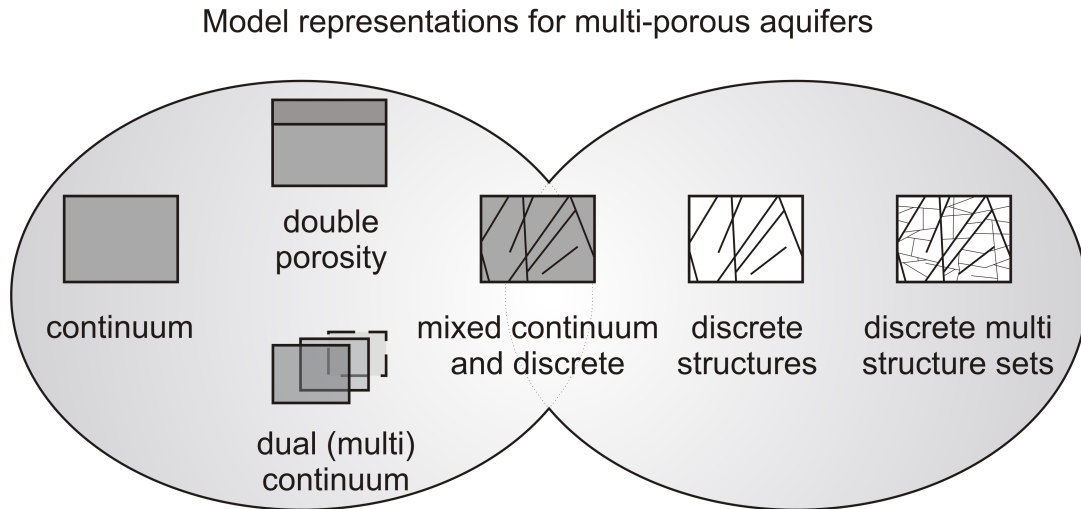 Model representations for multi-porous aquifers
double
porosity
continuum
dual (multi)
continuum
mixed continuum
and discrete
discrete
structures
discrete multi
structure sets